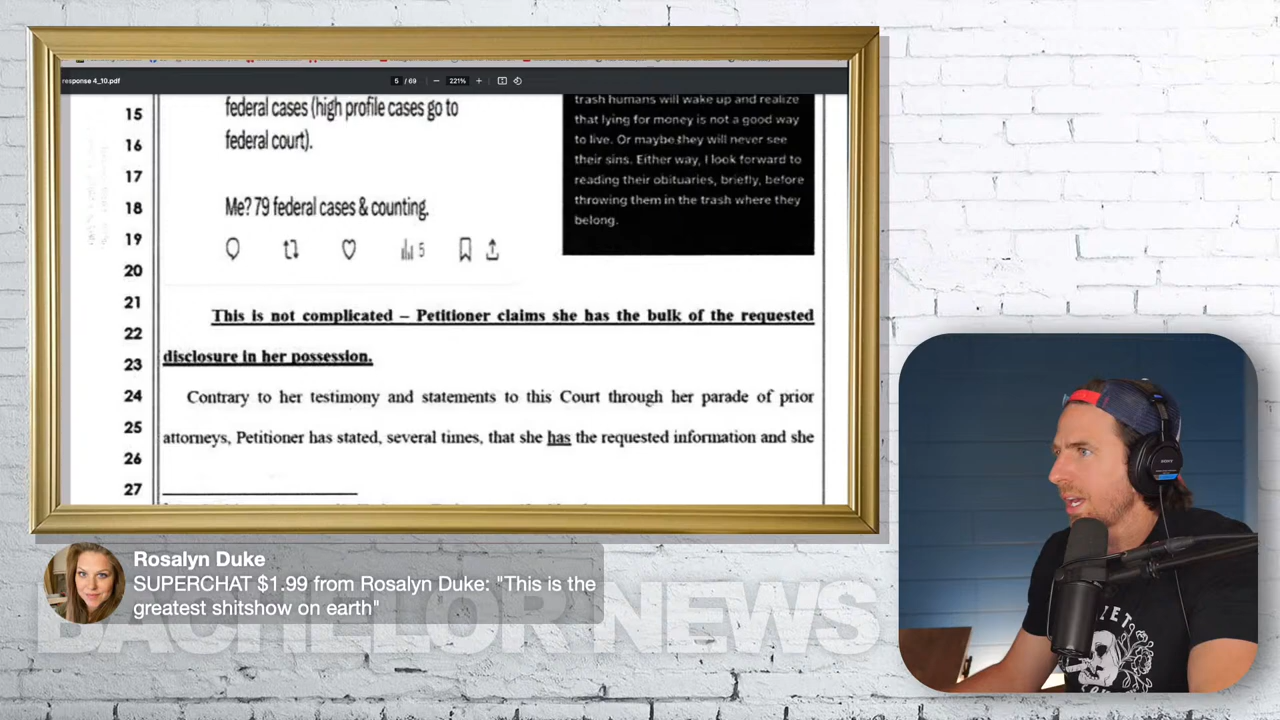 response 4_10.pdf
5 / 69
221%
15
federal cases (high profile cases go to
16
federal court).
17
18
Me? 79 federal cases & counting.
19
5
20
trash humans will wake up and realize
that lying for money is not a good way
to live. Or maybe they will never see
their sins. Either way, I look forward to
reading their obituaries, briefly, before
throwing them in the trash where they
belong.
21
This is not complicated – Petitioner claims she has the bulk of the requested
22
disclosure in her possession.
23
24
Contrary to her testimony and statements to this Court through her parade of prior
25
attorneys, Petitioner has stated, several times, that she has the requested information and she
26
27
Rosalyn Duke
SUPERCHAT $1.99 from Rosalyn Duke: "This is the
greatest shitshow on earth"
BACHELOR NEWS
SONY